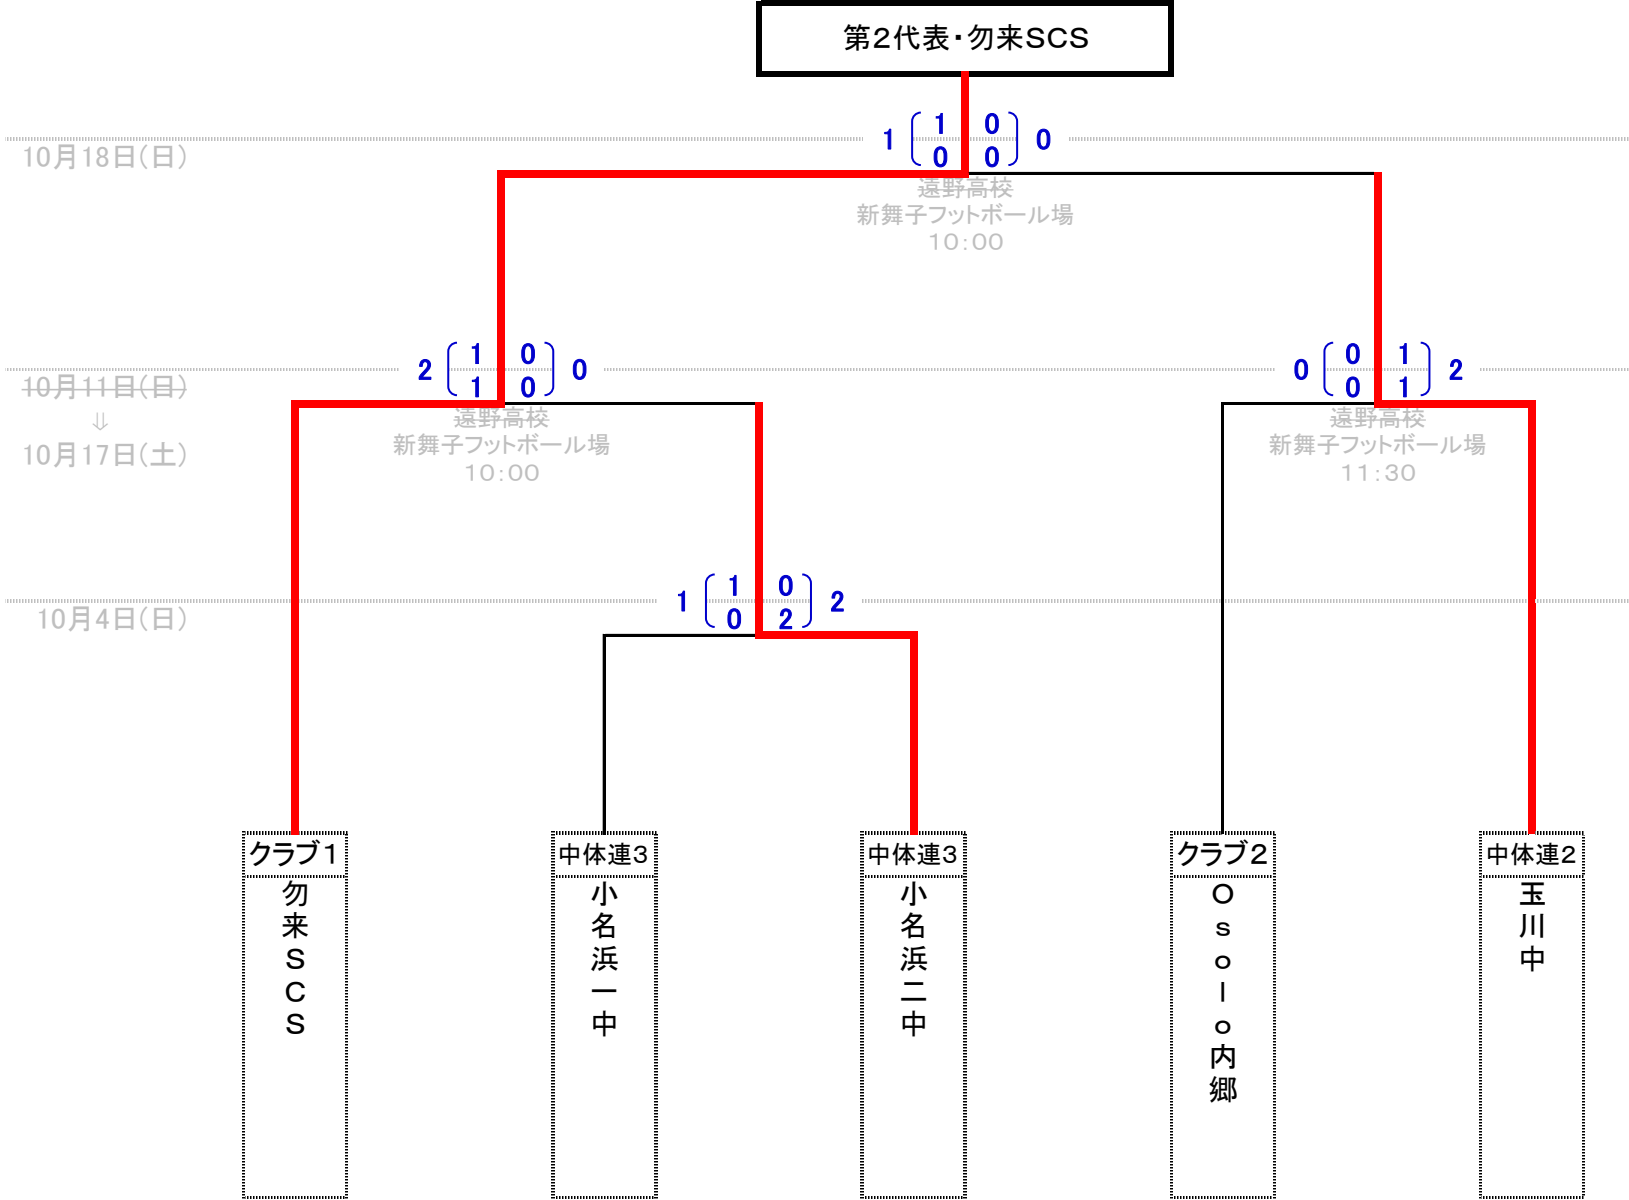 第2代表・勿来SCS
1 1 0 0
0 0
10月18日(日)
遠野高校
新舞子フットボール場
10:00
2 1 0 0
1 0
0 0 1 2
0 1
10月11日(日)
⇓
10月17日(土)
遠野高校
新舞子フットボール場
10:00
遠野高校
新舞子フットボール場
11:30
1 1 0 2
0 2
10月4日(日)
クラブ1
勿来SCS
中体連3
小名浜一中
中体連3
小名浜二中
クラブ2
Osolo内郷
中体連2
玉川中